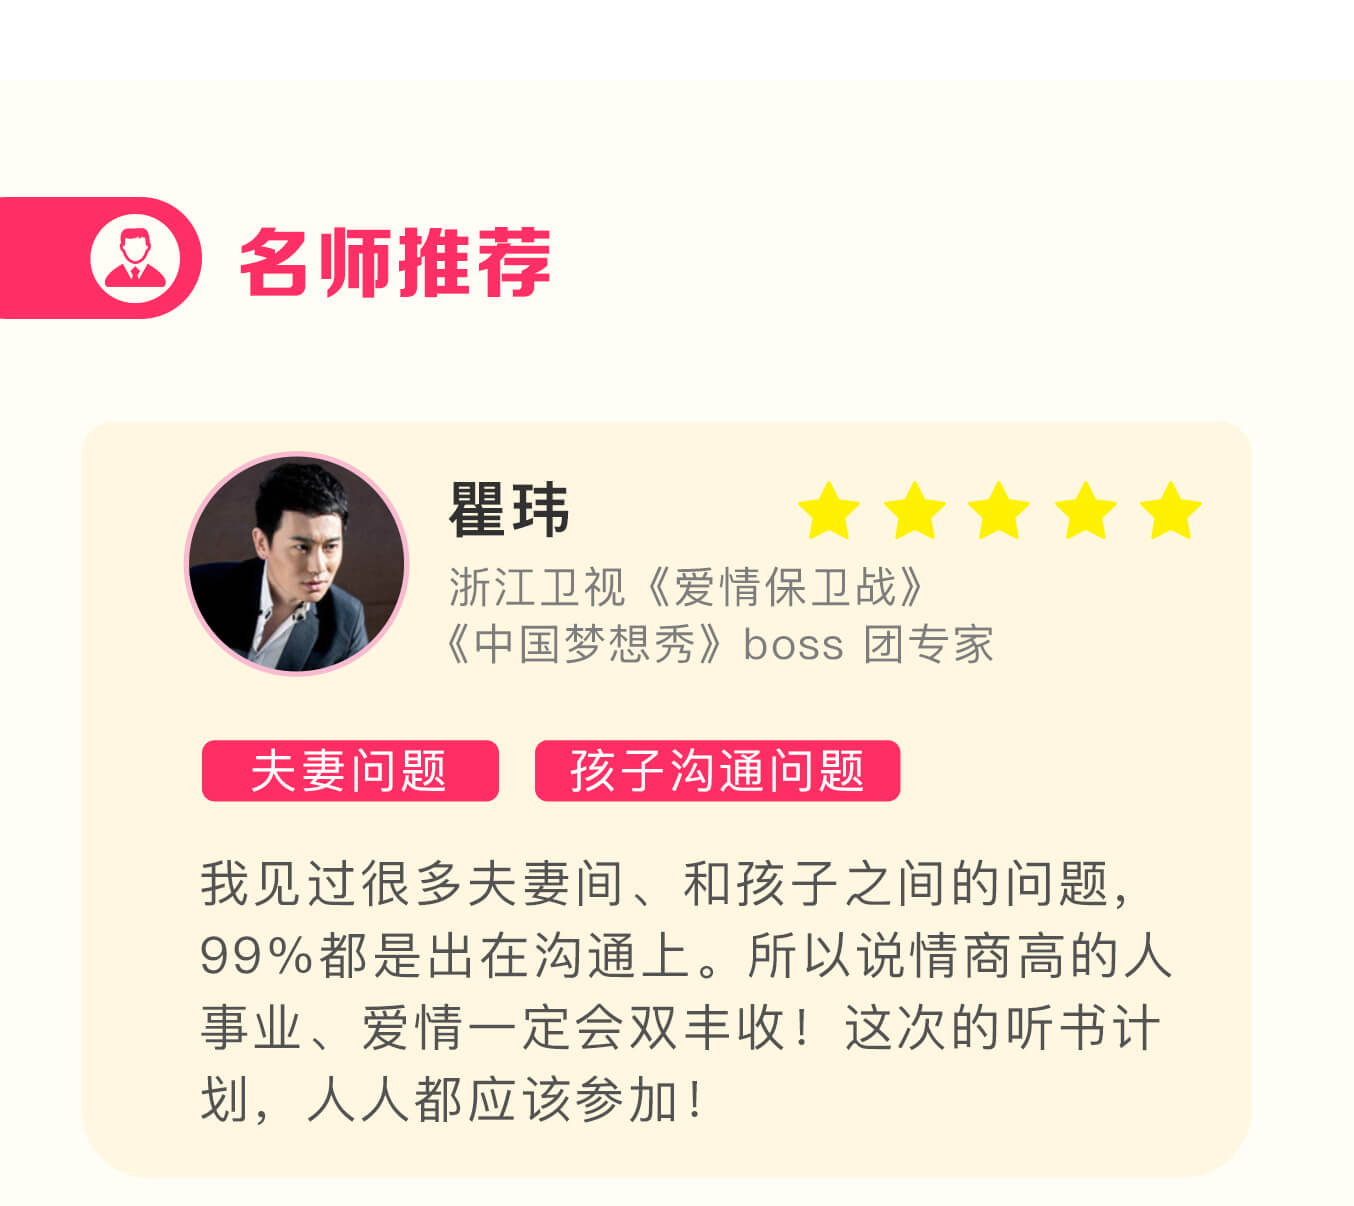 名师推荐
瞿玮
浙江卫视《爱情保卫战》
《中国梦想秀》boss 团专家
夫妻问题
孩子沟通问题
我见过很多夫妻间、和孩子之间的问题，
99%都是出在沟通上。所以说情商高的人
事业、爱情一定会双丰收！这次的听书计
划，人人都应该参加！